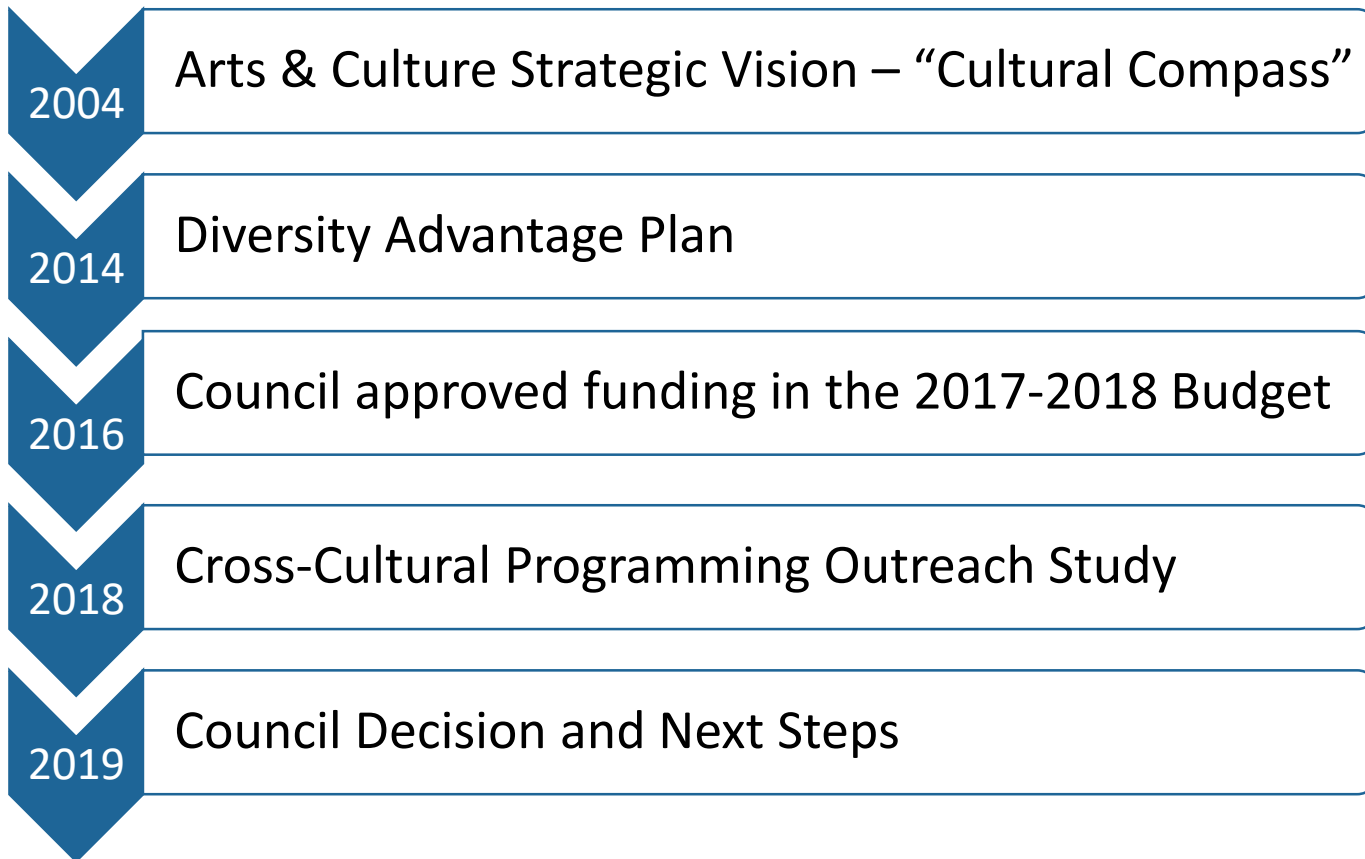 2004
Arts & Culture Strategic Vision – “Cultural Compass”
2014
Diversity Advantage Plan
2016
Council approved funding in the 2017-2018 Budget
2018
Cross-Cultural Programming Outreach Study
2019
Council Decision and Next Steps